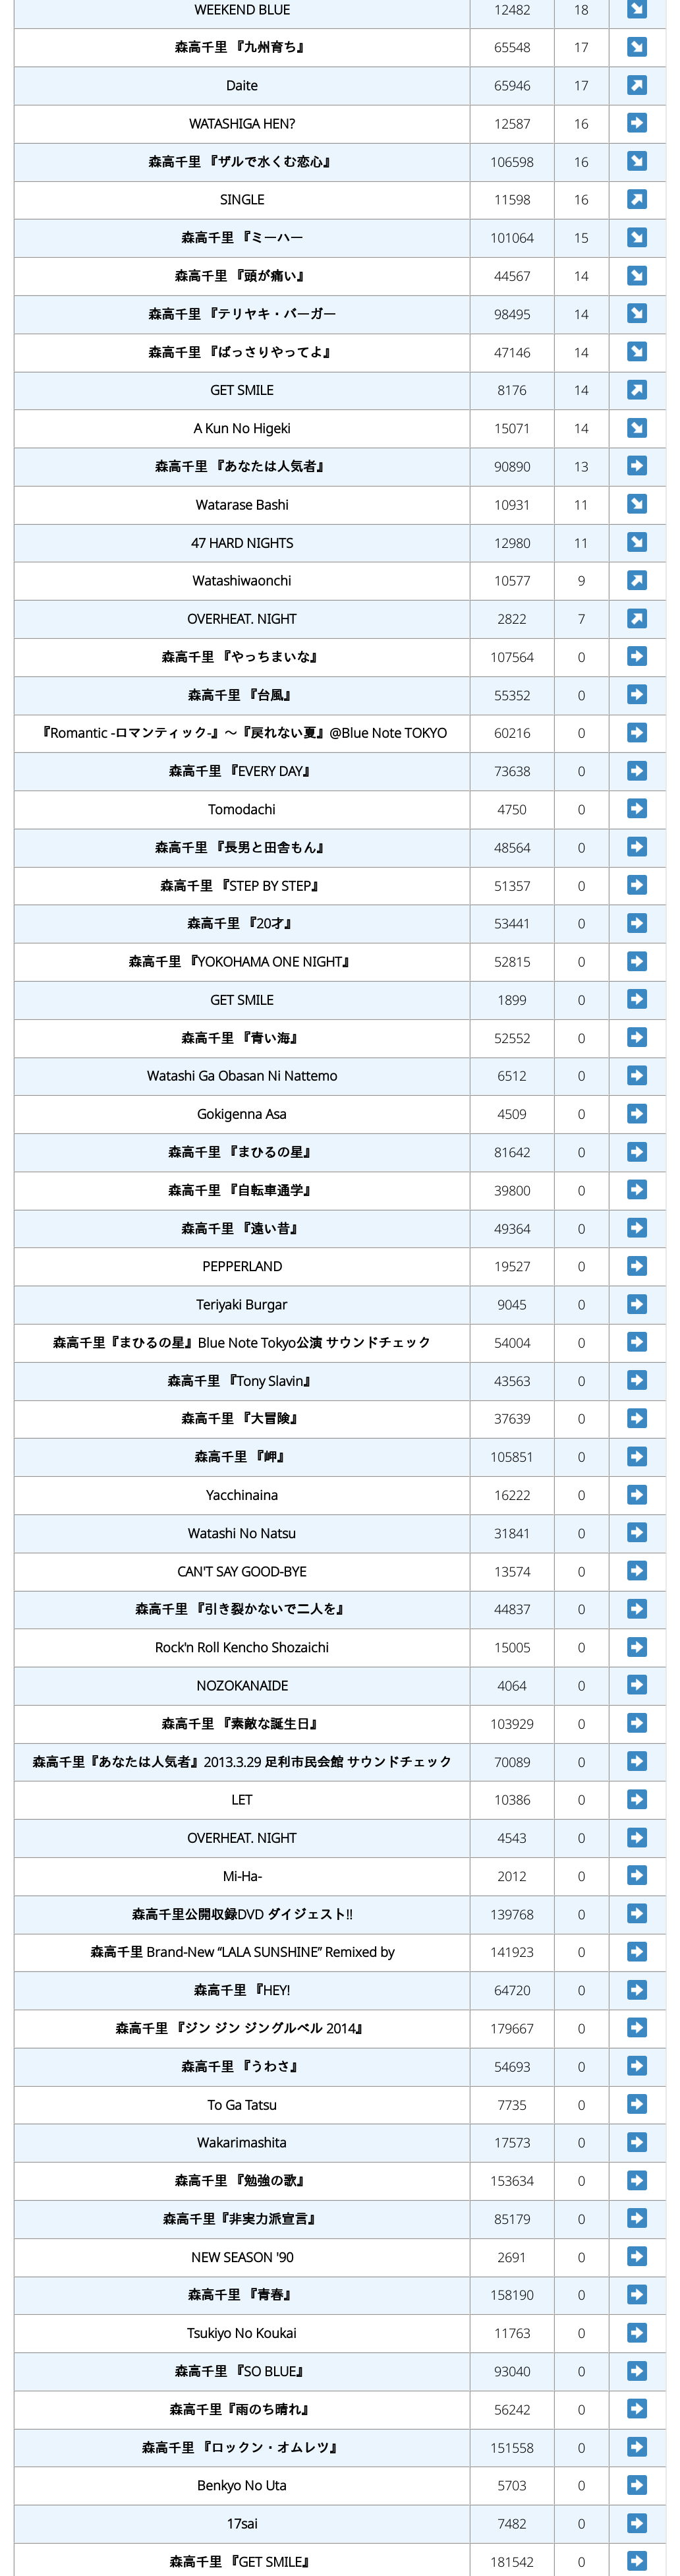 WEEKEND BLUE 12482 18 ↘
森高千里 『九州育ち』 65548 17 ↘
Daite 65946 17 ↗
WATASHIGA HEN? 12587 16 ➡
森高千里 『ザルで水くむ恋心』 106598 16 ↘
SINGLE 11598 16 ↗
森高千里 『ミーハー 101064 15 ↘
森高千里 『頭が痛い』 44567 14 ↘
森高千里 『テリヤキ・バーガー 98495 14 ↘
森高千里 『ばっさりやってよ』 47146 14 ↘
GET SMILE 8176 14 ↗
A Kun No Higeki 15071 14 ↘
森高千里 『あなたは人気者』 90890 13 ➡
Watarase Bashi 10931 11 ↘
47 HARD NIGHTS 12980 11 ↘
Watashiwaonchi 10577 9 ↗
OVERHEAT. NIGHT 2822 7 ↗
森高千里 『やっちまいな』 107564 0 ➡
森高千里 『台風』 55352 0 ➡
『Romantic -ロマンティック-』～『戻れない夏』@Blue Note TOKYO 60216 0 ➡
森高千里 『EVERY DAY』 73638 0 ➡
Tomodachi 4750 0 ➡
森高千里 『長男と田舎もん』 48564 0 ➡
森高千里 『STEP BY STEP』 51357 0 ➡
森高千里 『20才』 53441 0 ➡
森高千里 『YOKOHAMA ONE NIGHT』 52815 0 ➡
GET SMILE 1899 0 ➡
森高千里 『青い海』 52552 0 ➡
Watashi Ga Obasan Ni Nattemo 6512 0 ➡
Gokigenna Asa 4509 0 ➡
森高千里 『まひるの星』 81642 0 ➡
森高千里 『自転車通学』 39800 0 ➡
森高千里 『遠い昔』 49364 0 ➡
PEPPERLAND 19527 0 ➡
Teriyaki Burgar 9045 0 ➡
森高千里『まひるの星』Blue Note Tokyo公演 サウンドチェック 54004 0 ➡
森高千里 『Tony Slavin』 43563 0 ➡
森高千里 『大冒険』 37639 0 ➡
森高千里 『岬』 105851 0 ➡
Yacchinaina 16222 0 ➡
Watashi No Natsu 31841 0 ➡
CAN'T SAY GOOD-BYE 13574 0 ➡
森高千里 『引き裂かないで二人を』 44837 0 ➡
Rock'n Roll Kencho Shozaichi 15005 0 ➡
NOZOKANAIDE 4064 0 ➡
森高千里 『素敵な誕生日』 103929 0 ➡
森高千里『あなたは人気者』2013.3.29 足利市民会館 サウンドチェック 70089 0 ➡
LET 10386 0 ➡
OVERHEAT. NIGHT 4543 0 ➡
Mi-Ha- 2012 0 ➡
森高千里公開収録DVD ダイジェスト!! 139768 0 ➡
森高千里 Brand-New “LALA SUNSHINE” Remixed by 141923 0 ➡
森高千里 『HEY! 64720 0 ➡
森高千里 『ジン ジン ジングルベル 2014』 179667 0 ➡
森高千里 『うわさ』 54693 0 ➡
To Ga Tatsu 7735 0 ➡
Wakarimashita 17573 0 ➡
森高千里 『勉強の歌』 153634 0 ➡
森高千里『非実力派宣言』 85179 0 ➡
NEW SEASON '90 2691 0 ➡
森高千里 『青春』 158190 0 ➡
Tsukiyo No Koukai 11763 0 ➡
森高千里 『SO BLUE』 93040 0 ➡
森高千里『雨のち晴れ』 56242 0 ➡
森高千里 『ロックン・オムレツ』 151558 0 ➡
Benkyo No Uta 5703 0 ➡
17sai 7482 0 ➡
森高千里 『GET SMILE』 181542 0 ➡